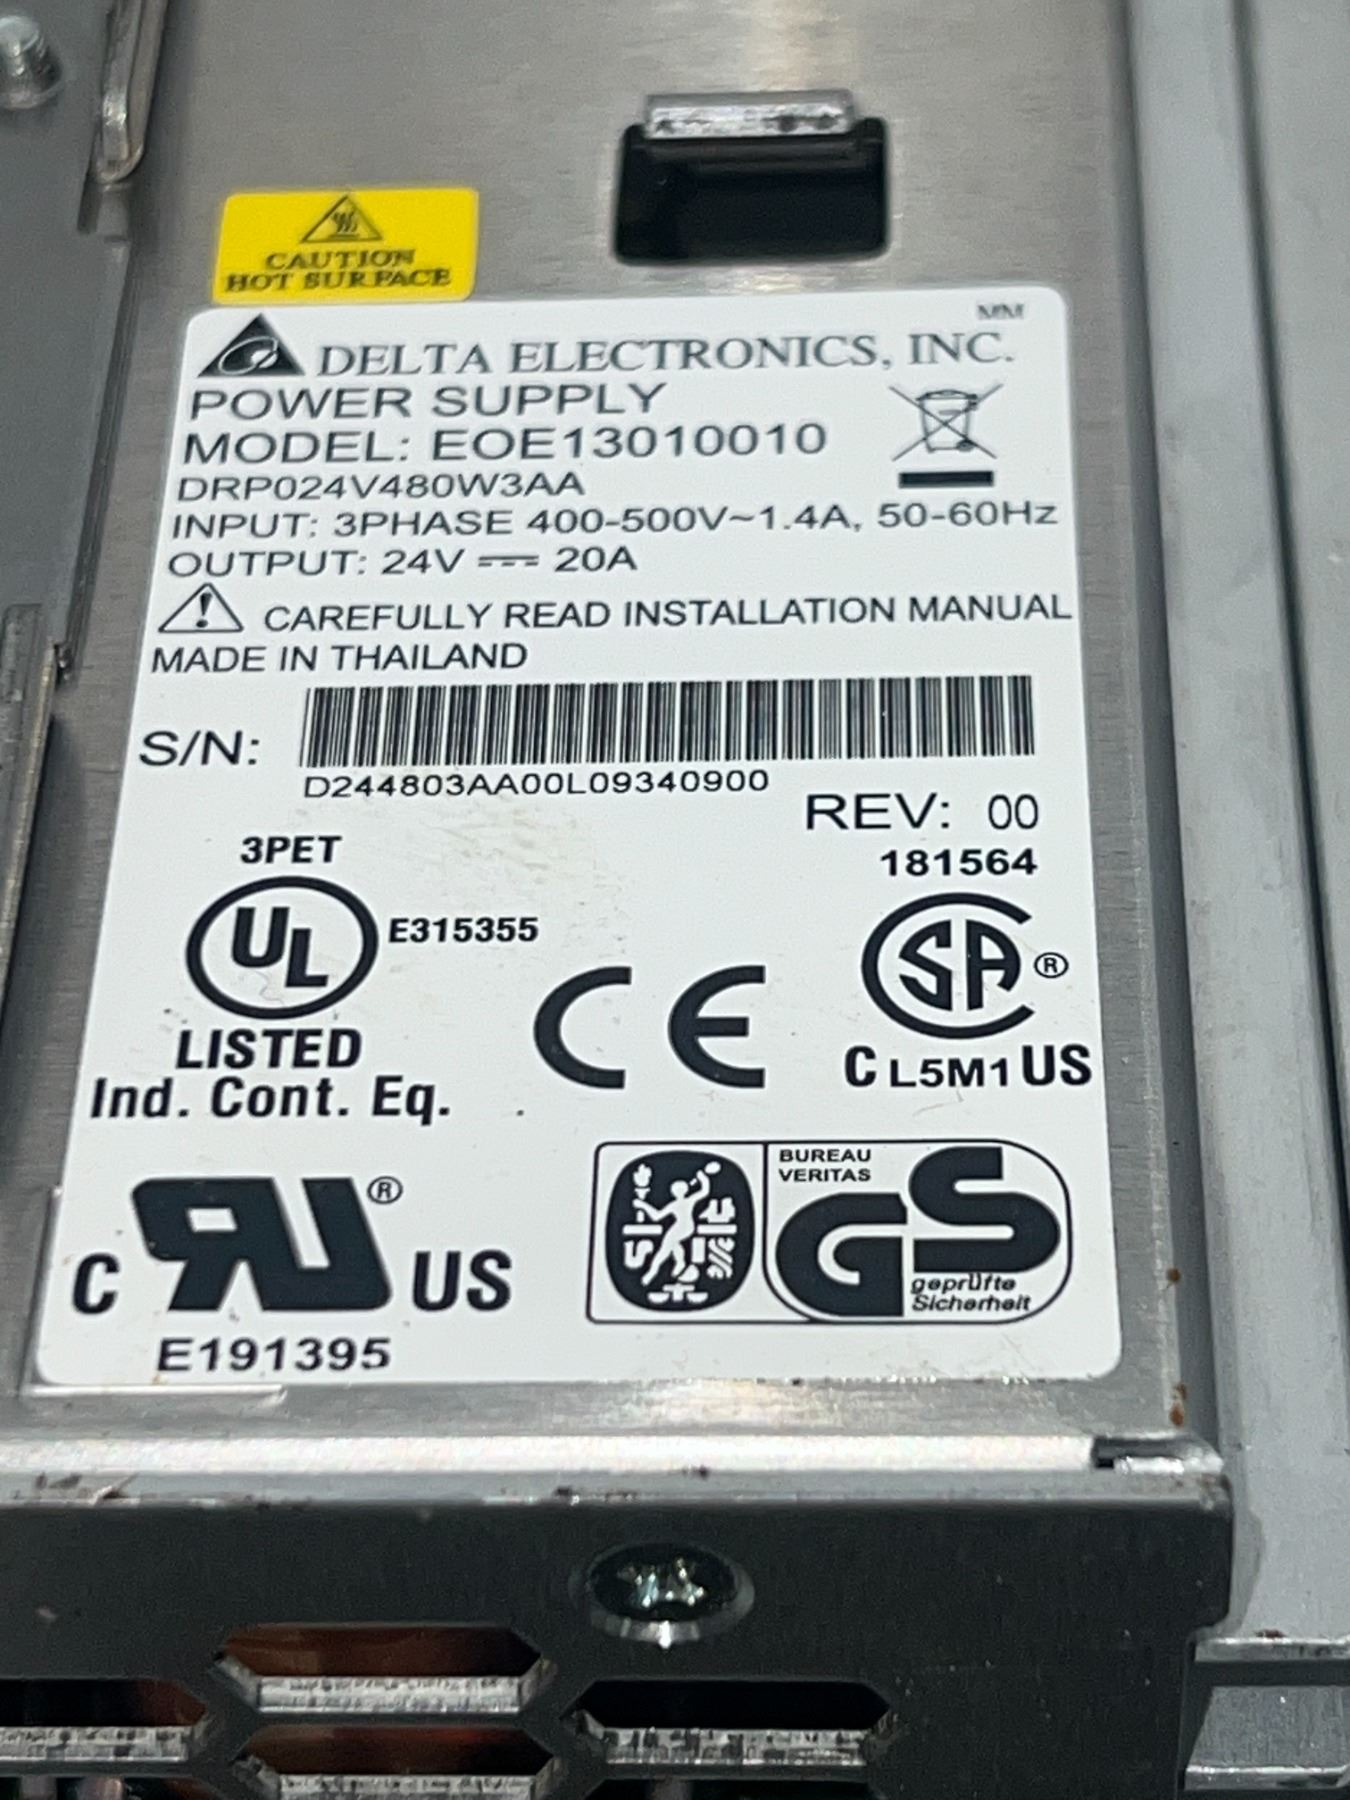 CAUTION
HOT SURFACE
MM
DELTA ELECTRONICS, INC.
POWER SUPPLY
MODEL: EOE13010010
DRP024V480W3AA
INPUT: 3PHASE 400-500V~1.4A, 50-60Hz
OUTPUT: 24V ⎓ 20A
CAREFULLY READ INSTALLATION MANUAL
MADE IN THAILAND
S/N:
D244803AA00L09340900
REV: 00
3PET
181564
UL
E315355
SA®
LISTED
CE
C L5M1 US
Ind. Cont. Eq.
BUREAU
VERITAS
GS
geprüfte
Sicherheit
C RU® US
E191395